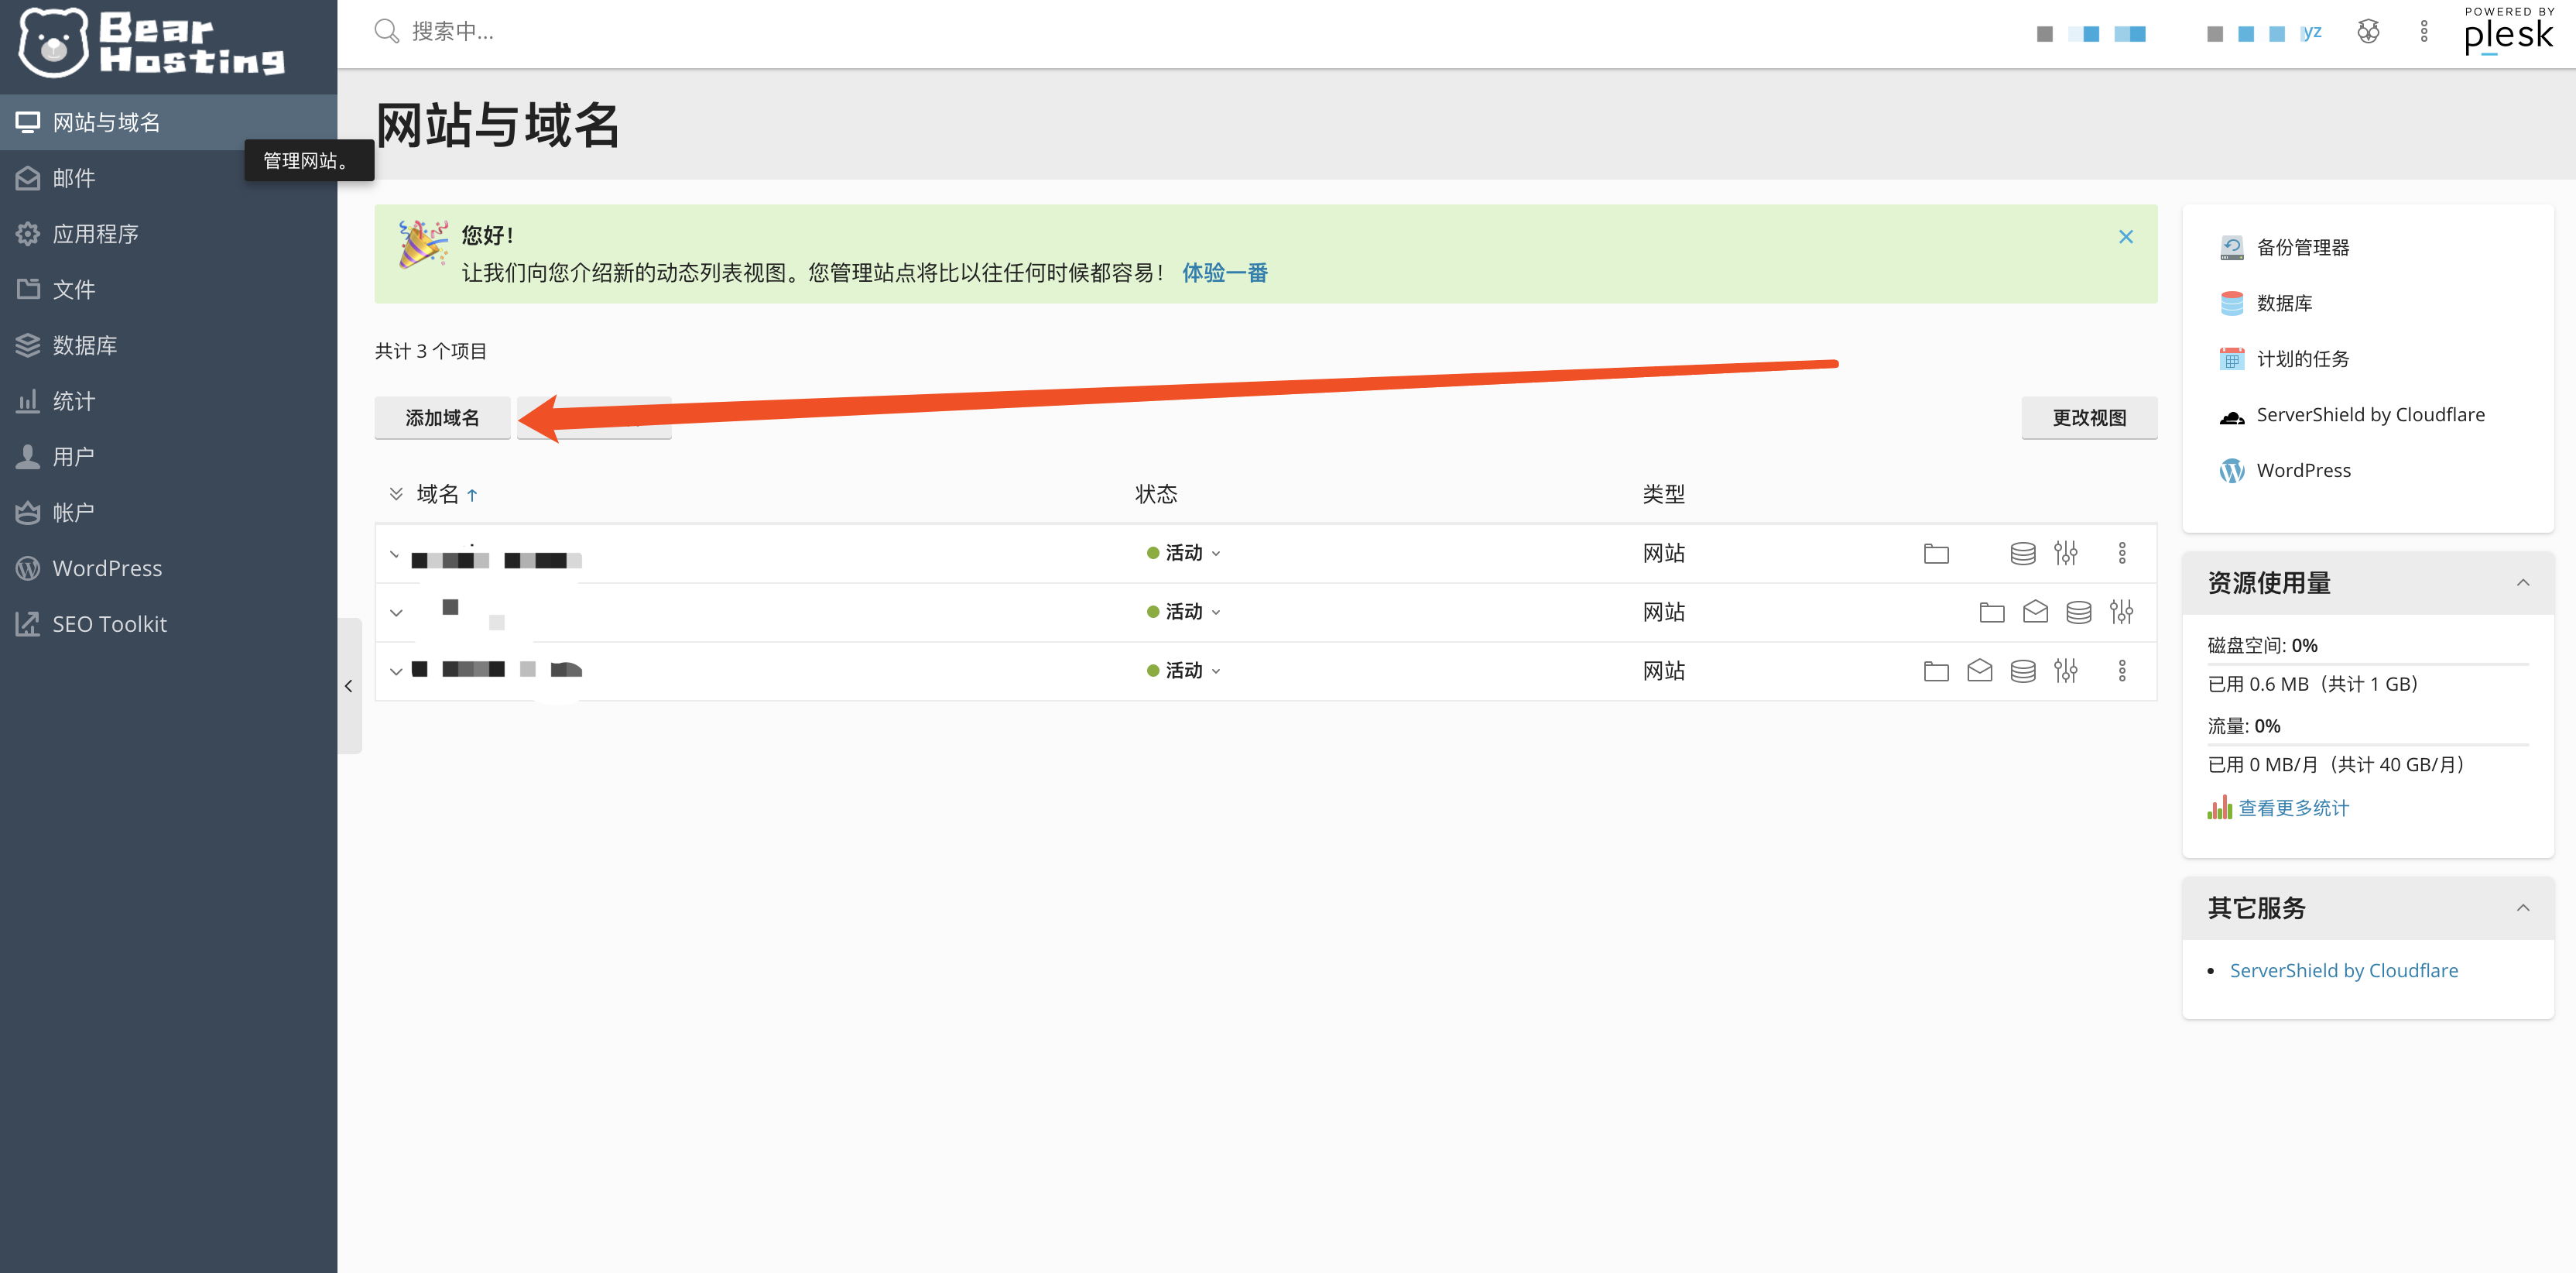 Bear
Hosting
搜索中...
yz
POWERED BY
plesk
网站与域名
邮件
应用程序
文件
数据库
统计
用户
帐户
WordPress
SEO Toolkit
管理网站。
网站与域名
您好！
让我们向您介绍新的动态列表视图。您管理站点将比以往任何时候都容易！ 体验一番
共计 3 个项目
添加域名
更改视图
域名 ↑ 状态 类型
活动 网站
活动 网站
活动 网站
备份管理器
数据库
计划的任务
ServerShield by Cloudflare
WordPress
资源使用量
磁盘空间: 0%
已用 0.6 MB（共计 1 GB）
流量: 0%
已用 0 MB/月（共计 40 GB/月）
查看更多统计
其它服务
• ServerShield by Cloudflare